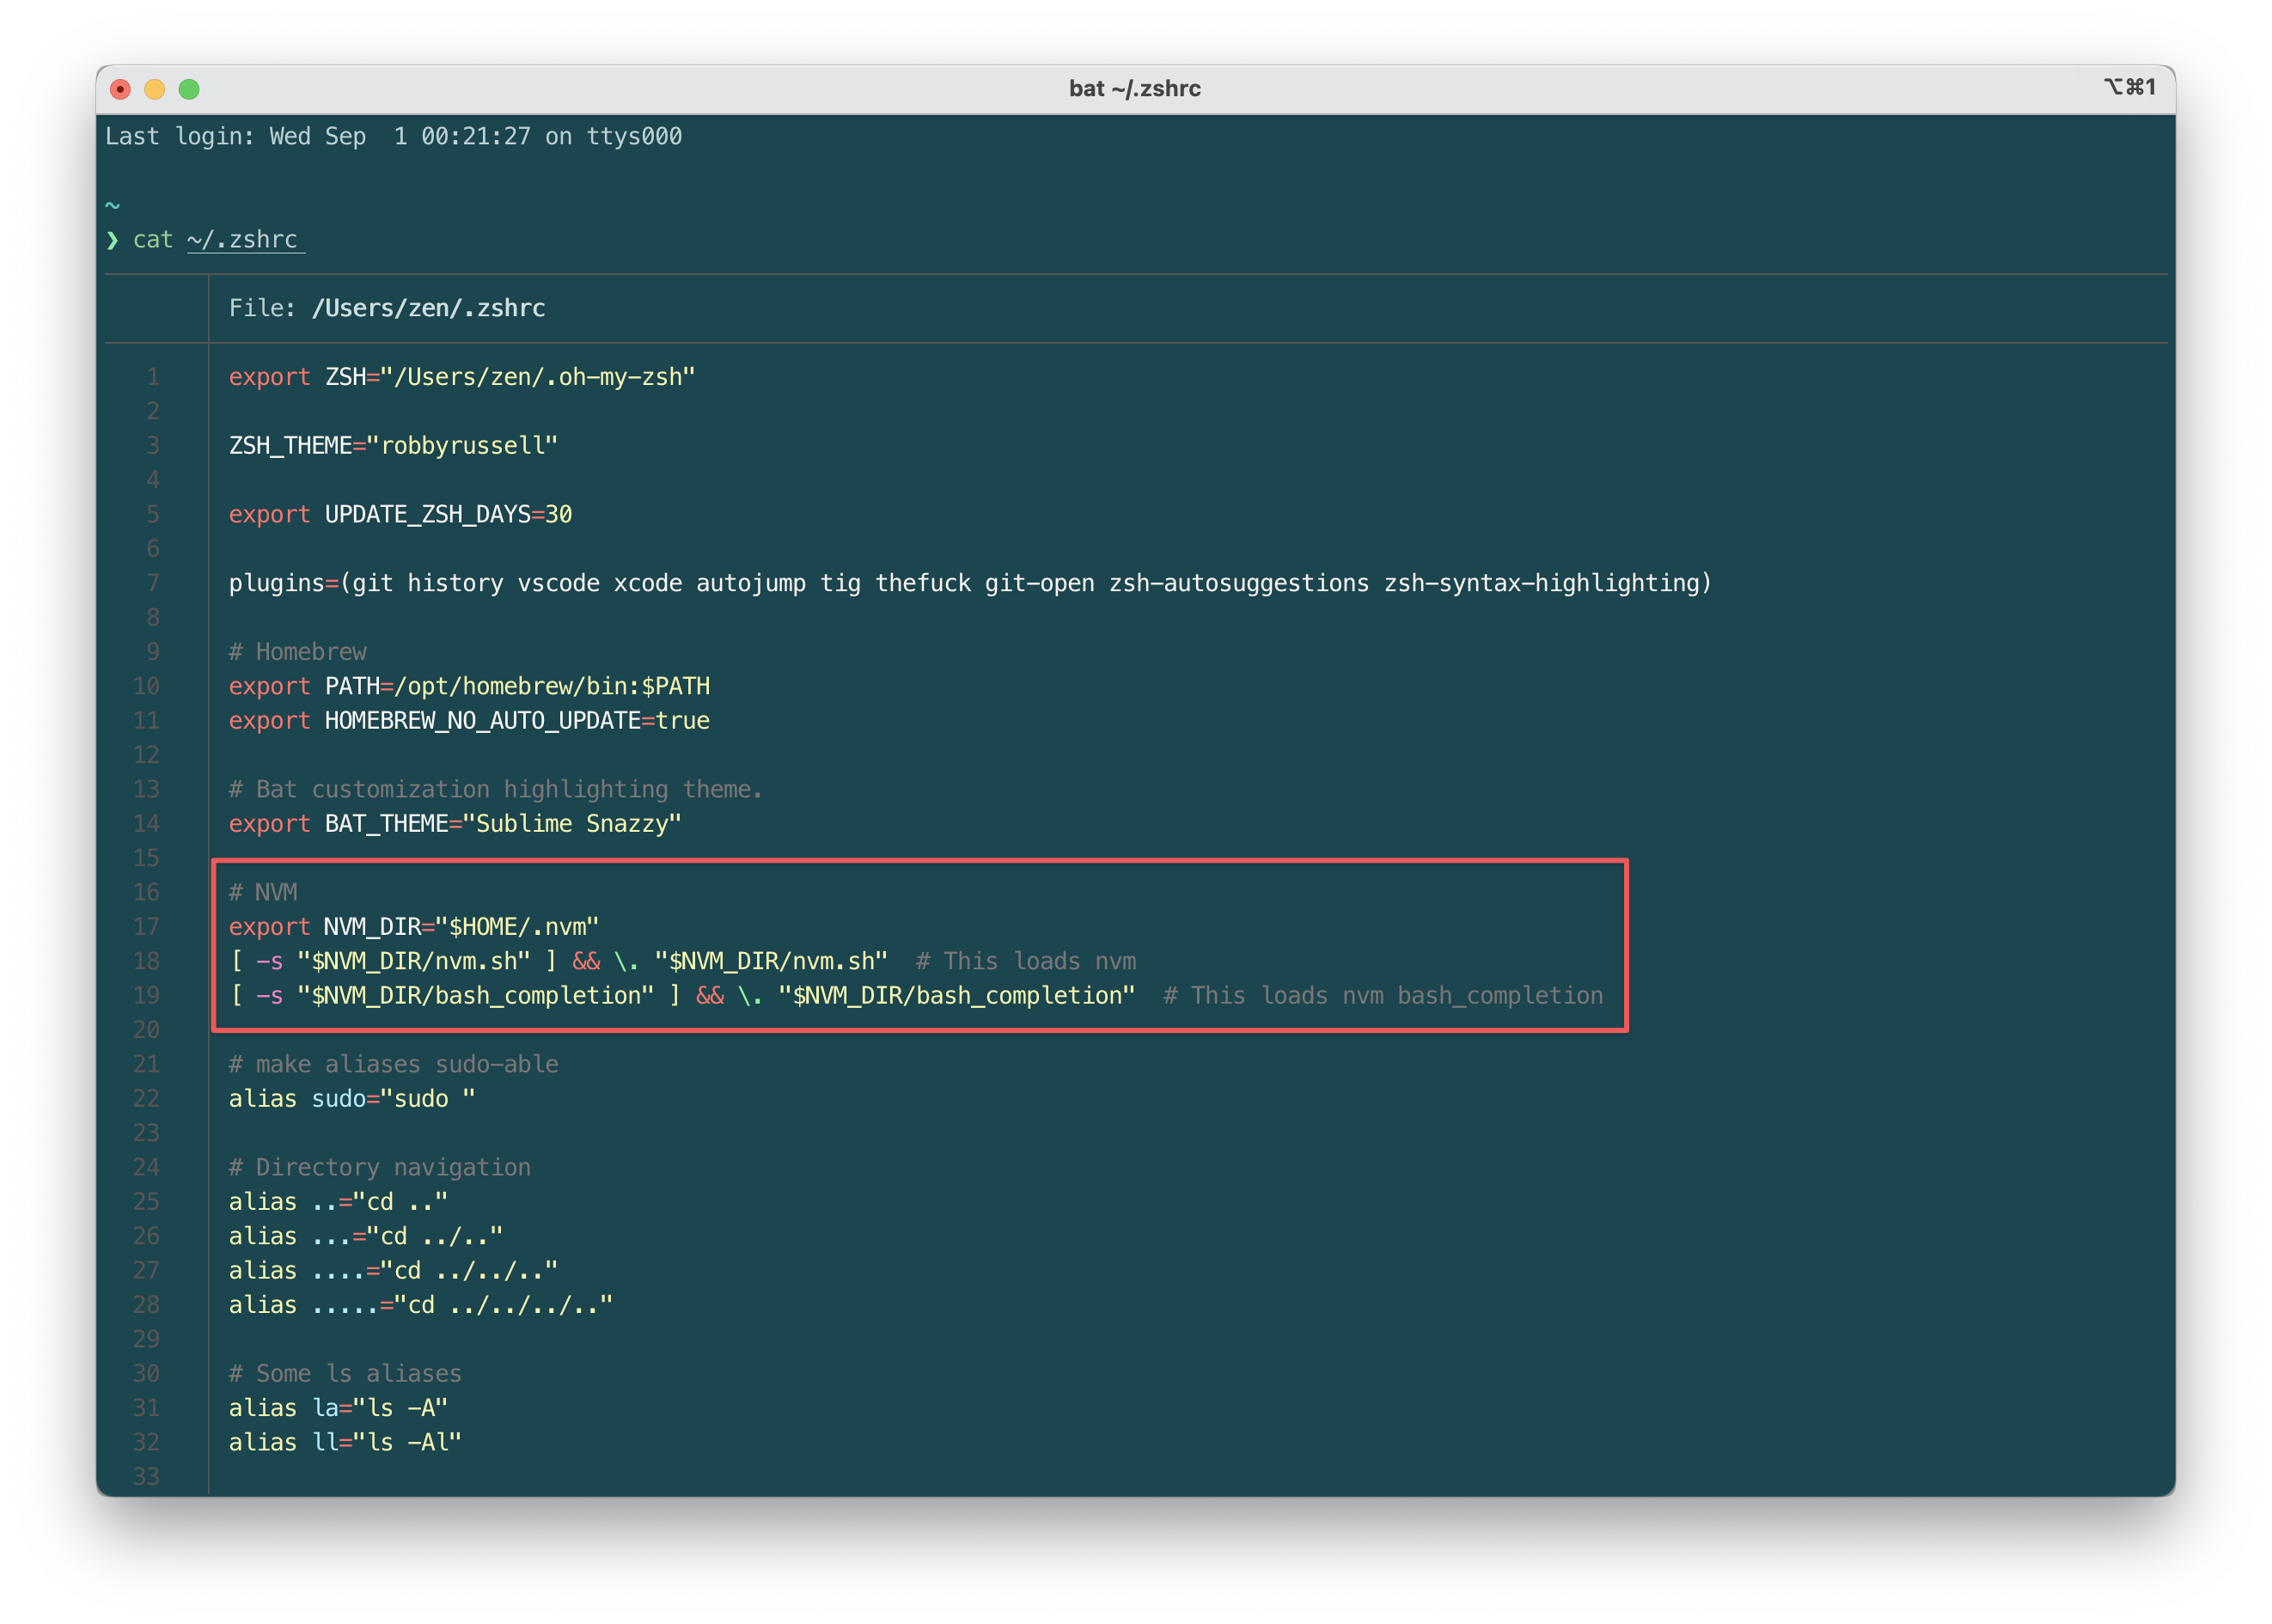 bat ~/.zshrc
⌥⌘1
Last login: Wed Sep  1 00:21:27 on ttys000
~
❯ cat ~/.zshrc
File: /Users/zen/.zshrc
1 export ZSH="/Users/zen/.oh-my-zsh"
2
3 ZSH_THEME="robbyrussell"
4
5 export UPDATE_ZSH_DAYS=30
6
7 plugins=(git history vscode xcode autojump tig thefuck git-open zsh-autosuggestions zsh-syntax-highlighting)
8
9 # Homebrew
10 export PATH=/opt/homebrew/bin:$PATH
11 export HOMEBREW_NO_AUTO_UPDATE=true
12
13 # Bat customization highlighting theme.
14 export BAT_THEME="Sublime Snazzy"
15
16 # NVM
17 export NVM_DIR="$HOME/.nvm"
18 [ -s "$NVM_DIR/nvm.sh" ] && \. "$NVM_DIR/nvm.sh"  # This loads nvm
19 [ -s "$NVM_DIR/bash_completion" ] && \. "$NVM_DIR/bash_completion"  # This loads nvm bash_completion
20
21 # make aliases sudo-able
22 alias sudo="sudo "
23
24 # Directory navigation
25 alias ..="cd .."
26 alias ...="cd ../.."
27 alias ....="cd ../../.."
28 alias .....="cd ../../../.."
29
30 # Some ls aliases
31 alias la="ls -A"
32 alias ll="ls -Al"
33